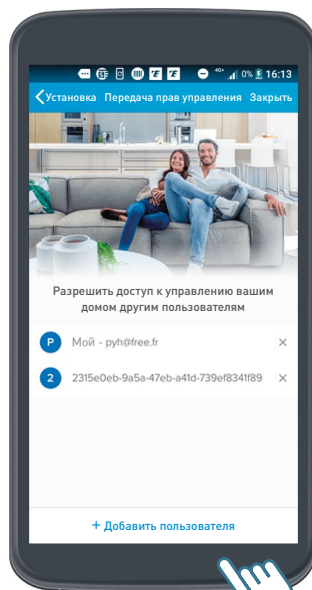 4G+ 0% 16:13
Установка Передача прав управления Закрыть
Разрешить доступ к управлению вашим
домом другим пользователям
P Мой - pyh@free.fr ×
2 2315e0eb-9a5a-47eb-a41d-739ef8341f89 ×
+ Добавить пользователя